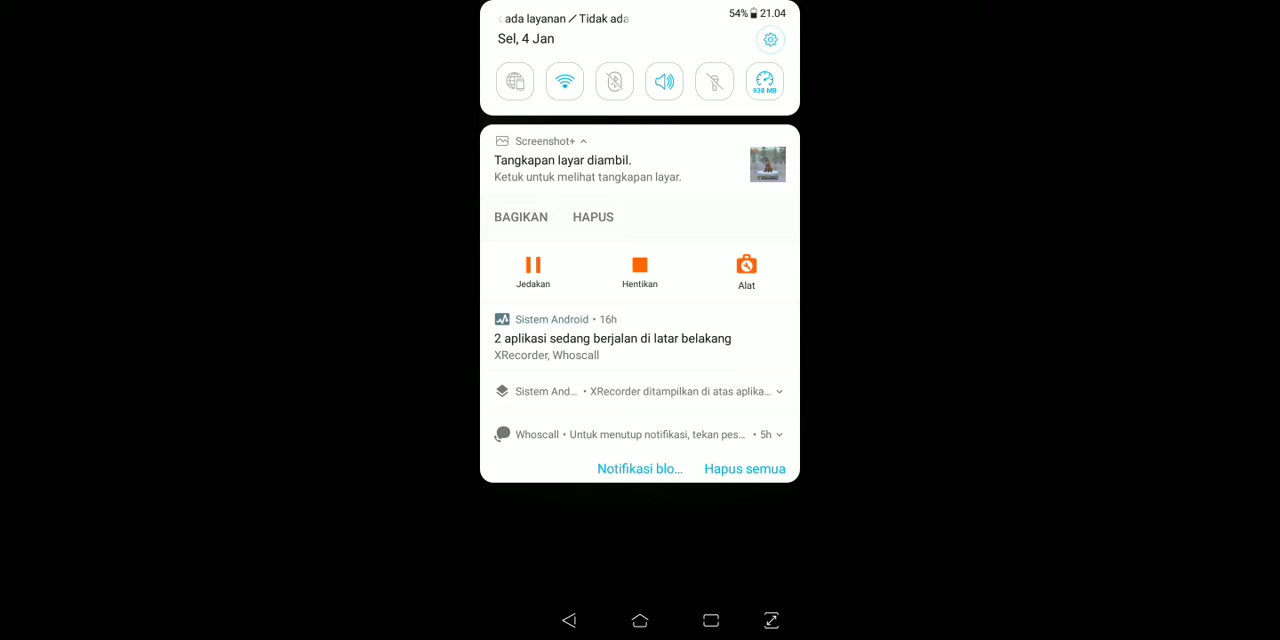 ada layanan / Tidak ada
54% 21.04
Sel, 4 Jan
938 MB
Screenshot+
Tangkapan layar diambil.
Ketuk untuk melihat tangkapan layar.
BAGIKAN HAPUS
Jedakan Hentikan Alat
Sistem Android • 16h
2 aplikasi sedang berjalan di latar belakang
XRecorder, Whoscall
Sistem And... • XRecorder ditampilkan di atas aplika...
Whoscall • Untuk menutup notifikasi, tekan pes... • 5h
Notifikasi blo... Hapus semua